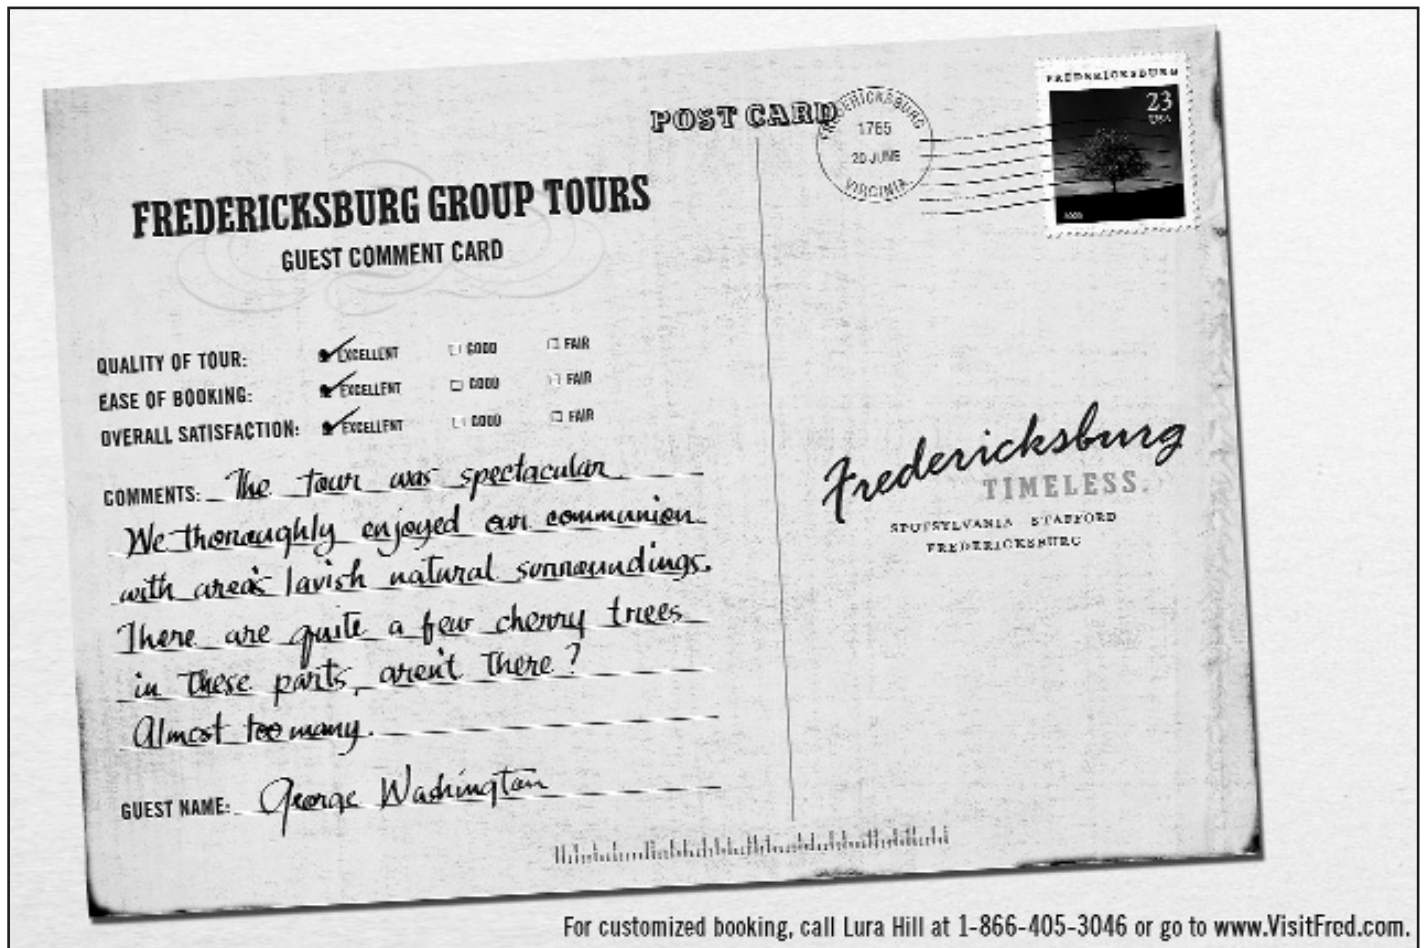 POST CARD
FREDERICKSBURG
1765
20 JUNE
VIRGINIA
FREDERICKSBURG
23
USA
FREDERICKSBURG GROUP TOURS
GUEST COMMENT CARD
QUALITY OF TOUR: EXCELLENT GOOD FAIR
EASE OF BOOKING: EXCELLENT GOOD FAIR
OVERALL SATISFACTION: EXCELLENT GOOD FAIR
COMMENTS: The tour was spectacular
We thoroughly enjoyed our communion
with area's lavish natural surroundings.
There are quite a few cherry trees
in these parts, aren't there?
Almost too many.
GUEST NAME: George Washington
Fredericksburg
TIMELESS.
SPOTSYLVANIA STAFFORD
FREDERICKSBURG
For customized booking, call Lura Hill at 1-866-405-3046 or go to www.VisitFred.com.